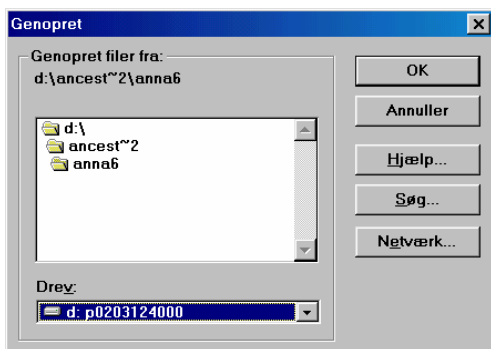 Genopret
Genopret filer fra:
d:\ancest~2\anna6
d:\
ancest~2
anna6
Drev:
d: p0203124000
OK
Annuller
Hjælp...
Søg...
Netværk...